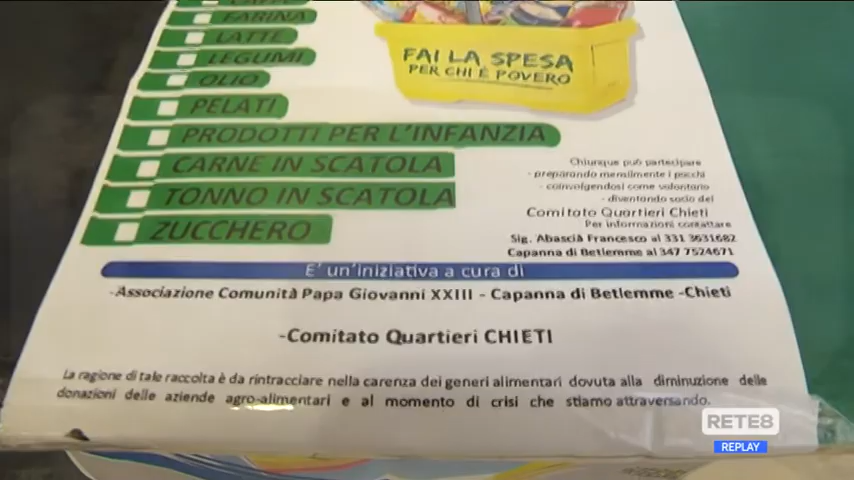 CAFFÈ
FARINA
LATTE
LEGUMI
OLIO
PELATI
PRODOTTI PER L'INFANZIA
CARNE IN SCATOLA
TONNO IN SCATOLA
ZUCCHERO
FAI LA SPESA
PER CHI È POVERO
Chiunque può partecipare
- preparando mensilmente i pacchi
- coinvolgendosi come volontario
- diventando socio del
Comitato Quartieri Chieti
Per informazioni contattare
Sig. Abascià Francesco al 331 3631682
Capanna di Betlemme al 347 7524671
E' un'iniziativa a cura di
-Associazione Comunità Papa Giovanni XXIII - Capanna di Betlemme -Chieti
-Comitato Quartieri CHIETI
La ragione di tale raccolta è da rintracciare nella carenza dei generi alimentari dovuta alla diminuzione delle
donazioni delle aziende agro-alimentari e al momento di crisi che stiamo attraversando.
RETE8
REPLAY